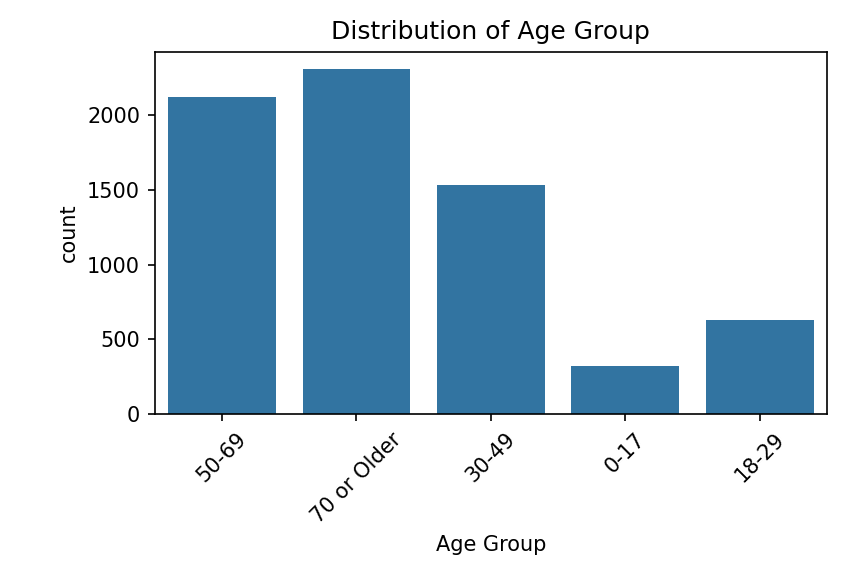 Distribution of Age Group
count
2000
1500
1000
500
0
50-69
70 or Older
30-49
0-17
18-29
Age Group